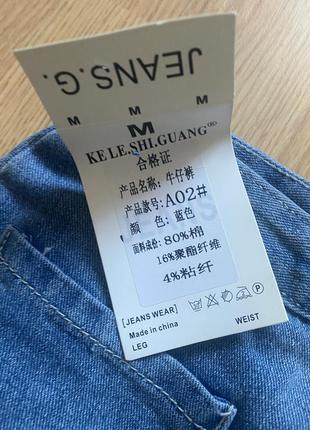 JEANS.G.
M M M
M
KE.LE.SHI.GUANG
合格证
产品名称: 牛仔裤
产品款号: A02#
颜 色: 蓝色
面料成份: 80%棉
16%聚酯纤维
4%粘纤
[JEANS WEAR]
Made in china
LEG WEIST